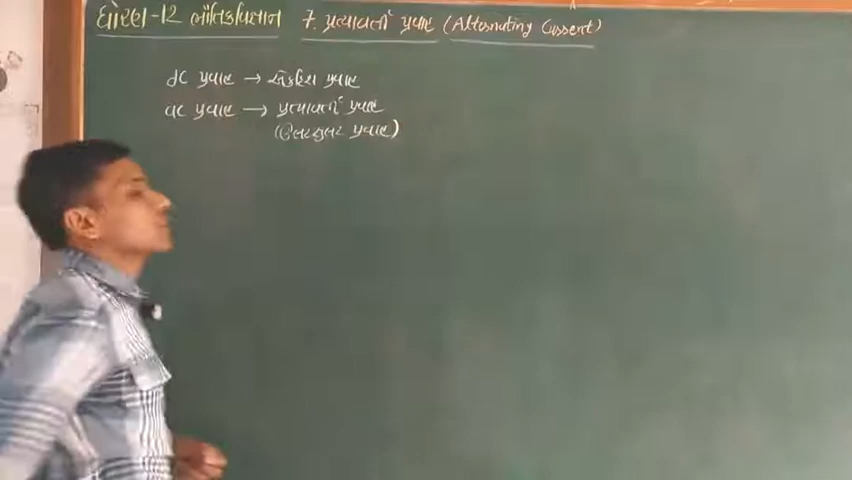 ધોરણ-12 ભૌતિકવિજ્ઞાન 7. પ્રત્યાવર્તી પ્રવાહ (Alternating Current)
dc પ્રવાહ → એકદિશ પ્રવાહ
ac પ્રવાહ → પ્રત્યાવર્તી પ્રવાહ
(ઉલટસુલટ પ્રવાહ)